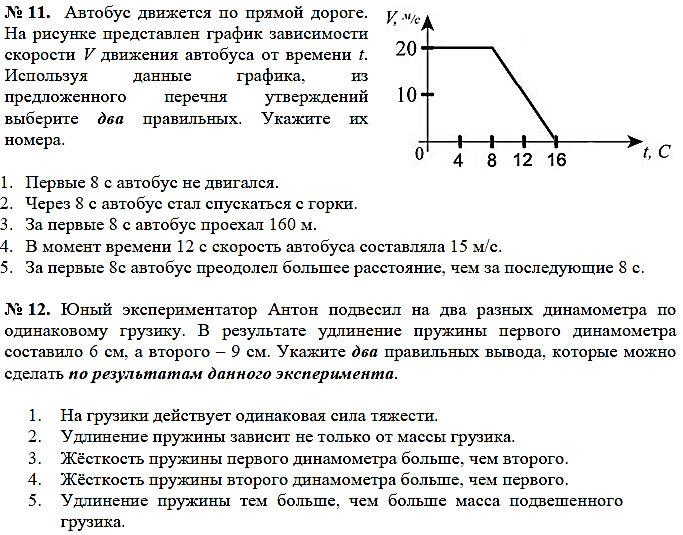 № 11. Автобус движется по прямой дороге.
На рисунке представлен график зависимости
скорости V движения автобуса от времени t.
Используя данные графика, из
предложенного перечня утверждений
выберите два правильных. Укажите их
номера.
V, м/с
20
10
0
4 8 12 16
t, С
1. Первые 8 с автобус не двигался.
2. Через 8 с автобус стал спускаться с горки.
3. За первые 8 с автобус проехал 160 м.
4. В момент времени 12 с скорость автобуса составляла 15 м/с.
5. За первые 8с автобус преодолел большее расстояние, чем за последующие 8 с.
№ 12. Юный экспериментатор Антон подвесил на два разных динамометра по
одинаковому грузику. В результате удлинение пружины первого динамометра
составило 6 см, а второго – 9 см. Укажите два правильных вывода, которые можно
сделать по результатам данного эксперимента.
1. На грузики действует одинаковая сила тяжести.
2. Удлинение пружины зависит не только от массы грузика.
3. Жёсткость пружины первого динамометра больше, чем второго.
4. Жёсткость пружины второго динамометра больше, чем первого.
5. Удлинение пружины тем больше, чем больше масса подвешенного
грузика.